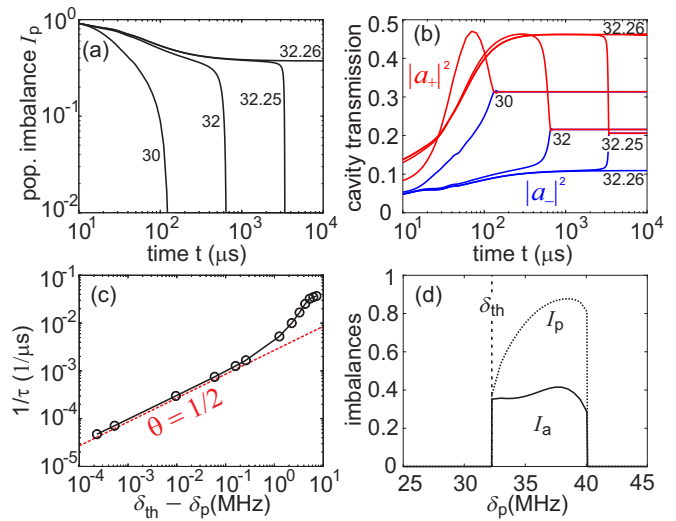 (a)
pop. imbalance I_p
10^0
10^-1
10^-2
30
32
32.25
32.26
10^1 10^2 10^3 10^4
time t (μs)
(b)
cavity transmission
0.5
0.4
0.3
0.2
0.1
0
|a_+|^2
|a_-|^2
30
32
32.26
32.25
32.26
10^1 10^2 10^3 10^4
time t (μs)
(c)
1/τ (1/μs)
10^-1
10^-2
10^-3
10^-4
10^-5
θ = 1/2
10^-4 10^-3 10^-2 10^-1 10^0 10^1
δ_th − δ_p(MHz)
(d)
imbalances
1
0.8
0.6
0.4
0.2
0
δ_th
I_p
I_a
25 30 35 40 45
δ_p(MHz)